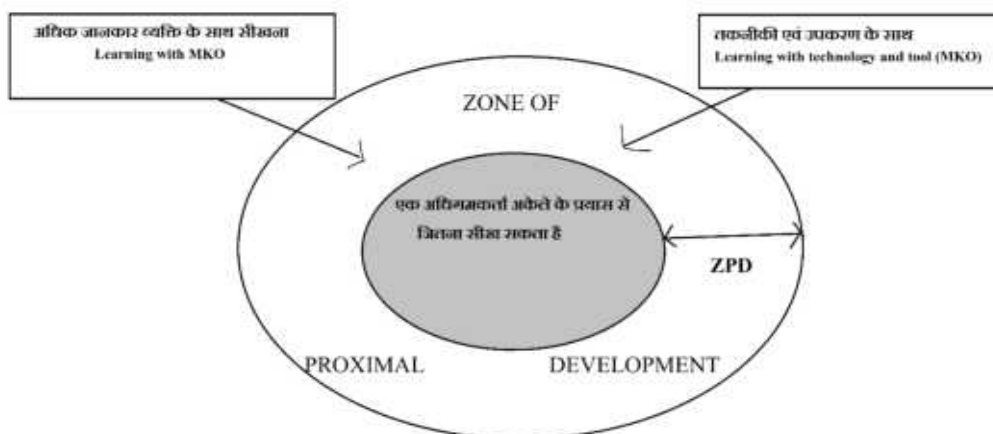 अधिक जानकार व्यक्ति के साथ सीखना
Learning with MKO
तकनीकी एवं उपकरण के साथ
Learning with technology and tool (MKO)
ZONE OF
एक अधिगमकर्ता अकेले के प्रयास से
जितना सीख सकता है
ZPD
PROXIMAL DEVELOPMENT